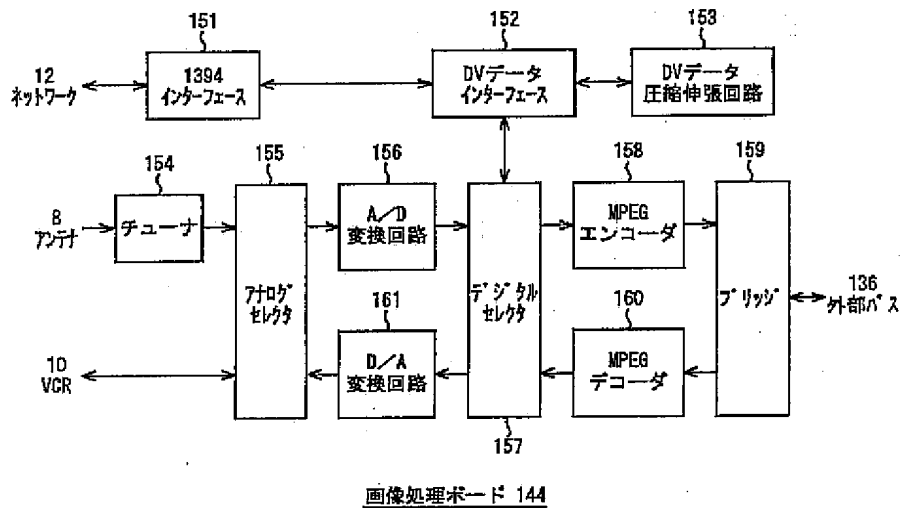 151
152
153
12
ネットワーク
1394
インターフェース
DVデータ
インターフェース
DVデータ
圧縮伸張回路
154
155
156
158
159
8
アンテナ
チューナ
A/D
変換回路
MPEG
エンコーダ
アナログ
セレクタ
デジタル
セレクタ
ブリッジ
136
外部バス
161
160
10
VCR
D/A
変換回路
MPEG
デコーダ
157
画像処理ボード 144